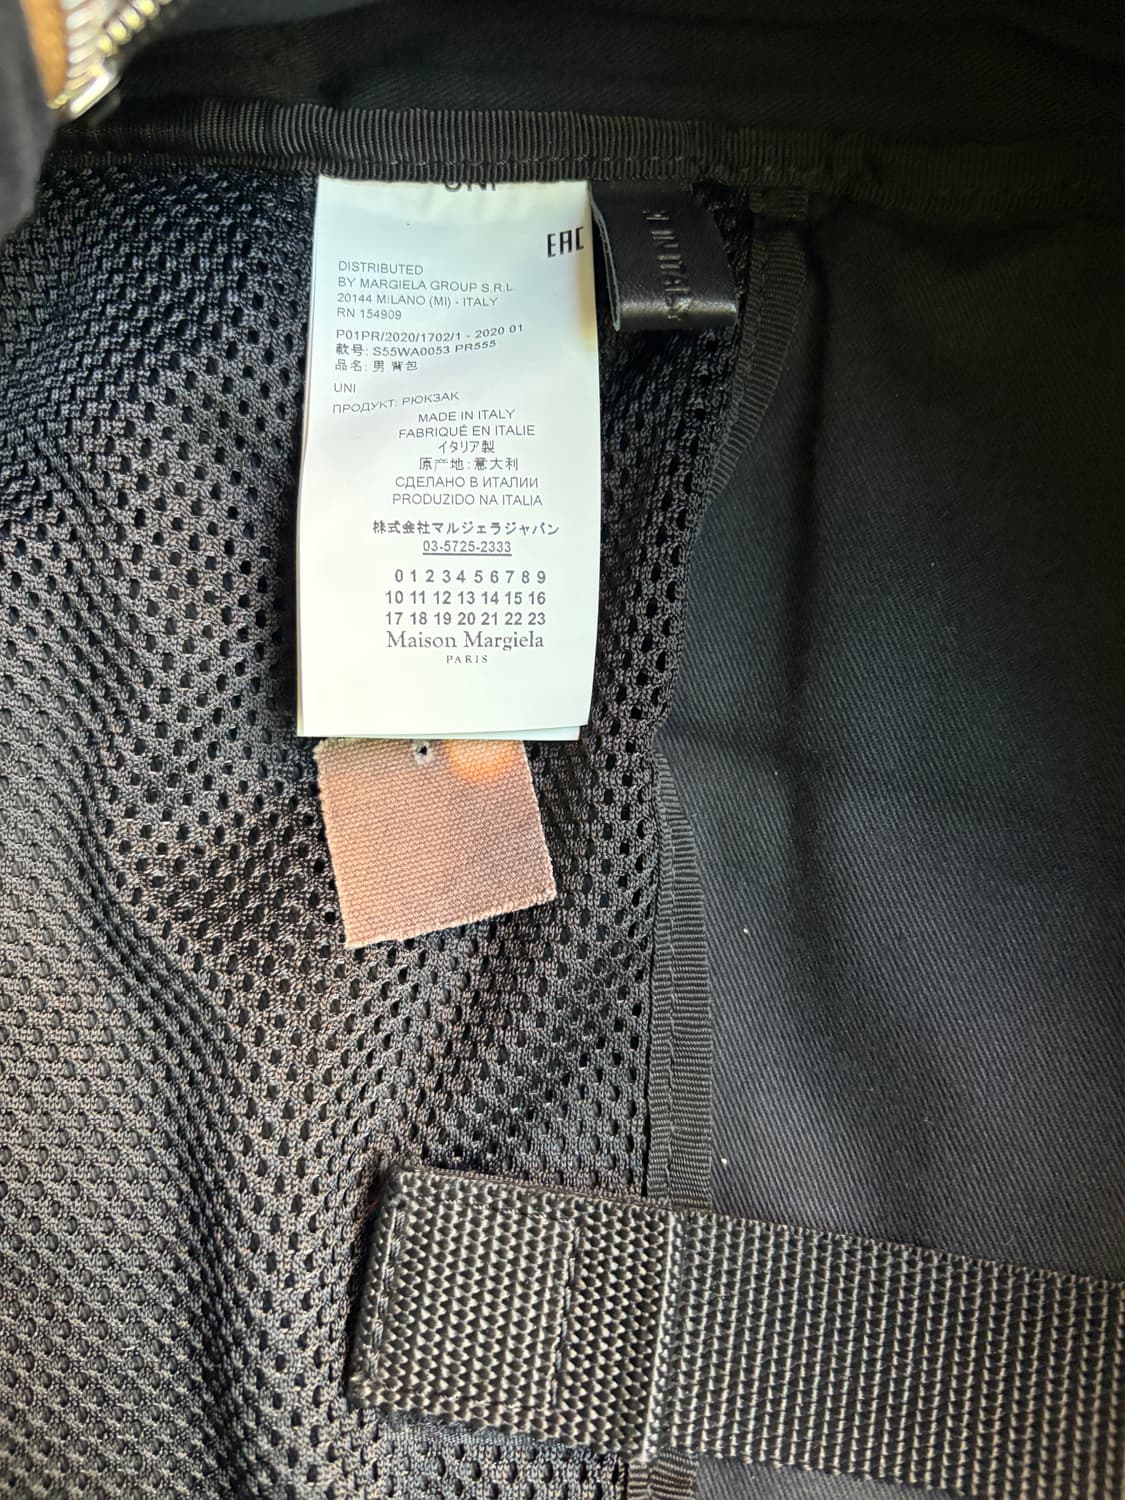 UNI
EAC
DISTRIBUTED
BY MARGIELA GROUP S.R.L
20144 MILANO (MI) - ITALY
RN 154909
P01PR/2020/1702/1 - 2020 01
款号: S55WA0053 PR555
品名: 男 背包
UNI
ПРОДУКТ: РЮКЗАК
MADE IN ITALY
FABRIQUÉ EN ITALIE
イタリア製
原产地:意大利
СДЕЛАНО В ИТАЛИИ
PRODUZIDO NA ITALIA
株式会社マルジェラジャパン
03-5725-2333
0 1 2 3 4 5 6 7 8 9
10 11 12 13 14 15 16
17 18 19 20 21 22 23
Maison Margiela
PARIS